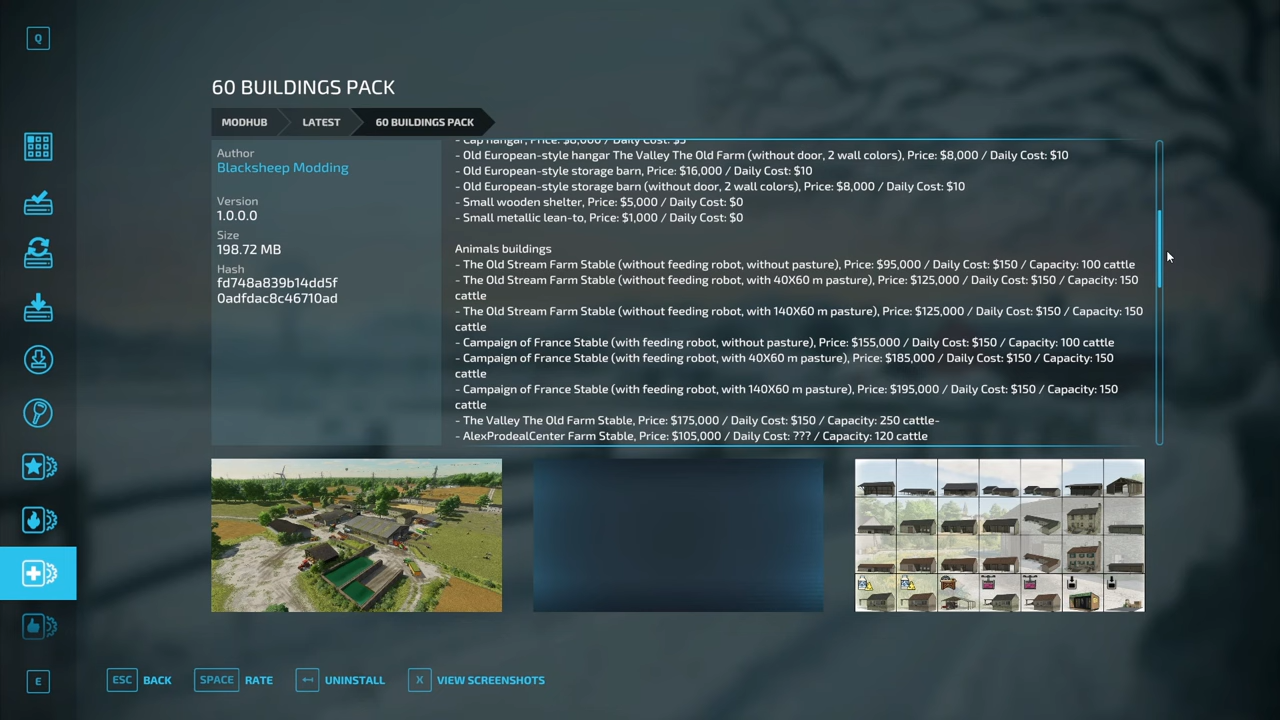 Q
60 BUILDINGS PACK
MODHUB
LATEST
60 BUILDINGS PACK
Author
Blacksheep Modding
Version
1.0.0.0
Size
198.72 MB
Hash
fd748a839b14dd5f
0adfdac8c46710ad
- Cap hangar, Price: $6,000 / Daily Cost: $5
- Old European-style hangar The Valley The Old Farm (without door, 2 wall colors), Price: $8,000 / Daily Cost: $10
- Old European-style storage barn, Price: $16,000 / Daily Cost: $10
- Old European-style storage barn (without door, 2 wall colors), Price: $8,000 / Daily Cost: $10
- Small wooden shelter, Price: $5,000 / Daily Cost: $0
- Small metallic lean-to, Price: $1,000 / Daily Cost: $0
Animals buildings
- The Old Stream Farm Stable (without feeding robot, without pasture), Price: $95,000 / Daily Cost: $150 / Capacity: 100 cattle
- The Old Stream Farm Stable (without feeding robot, with 40X60 m pasture), Price: $125,000 / Daily Cost: $150 / Capacity: 150
cattle
- The Old Stream Farm Stable (without feeding robot, with 140X60 m pasture), Price: $125,000 / Daily Cost: $150 / Capacity: 150
cattle
- Campaign of France Stable (with feeding robot, without pasture), Price: $155,000 / Daily Cost: $150 / Capacity: 100 cattle
- Campaign of France Stable (with feeding robot, with 40X60 m pasture), Price: $185,000 / Daily Cost: $150 / Capacity: 150
cattle
- Campaign of France Stable (with feeding robot, with 140X60 m pasture), Price: $195,000 / Daily Cost: $150 / Capacity: 150
cattle
- The Valley The Old Farm Stable, Price: $175,000 / Daily Cost: $150 / Capacity: 250 cattle-
- AlexProdealCenter Farm Stable, Price: $105,000 / Daily Cost: ??? / Capacity: 120 cattle
E
ESC BACK
SPACE RATE
UNINSTALL
X VIEW SCREENSHOTS